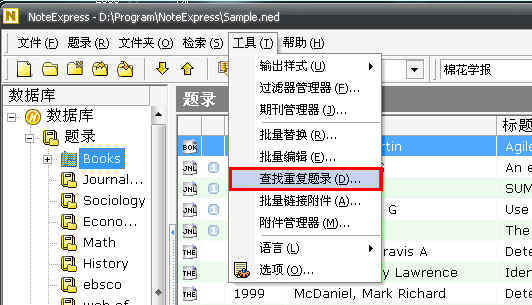 NoteExpress - D:\Program\NoteExpress\Sample.ned
文件(F) 题录(R) 文件夹(O) 检索(S) 工具(T) 帮助(H)
棉花学报
输出样式(U)
过滤器管理器(F)...
期刊管理器(J)...
批量替换(R)...
批量编辑(E)...
查找重复题录(D)...
批量链接附件(A)...
附件管理器(M)...
语言(L)
选项(O)...
数据库
数据库
题录
Books
Journal...
Sociology
Econo...
Math
History
ebsco
题录
标题
BOK
tin
Agile
JNL
An e
JNL
SUM
JNL
G
Use
JNL
The
THE
ravis A
Dete
THE
y Lawrence
Ident
THE
1999
McDaniel, Mark Richard
Data